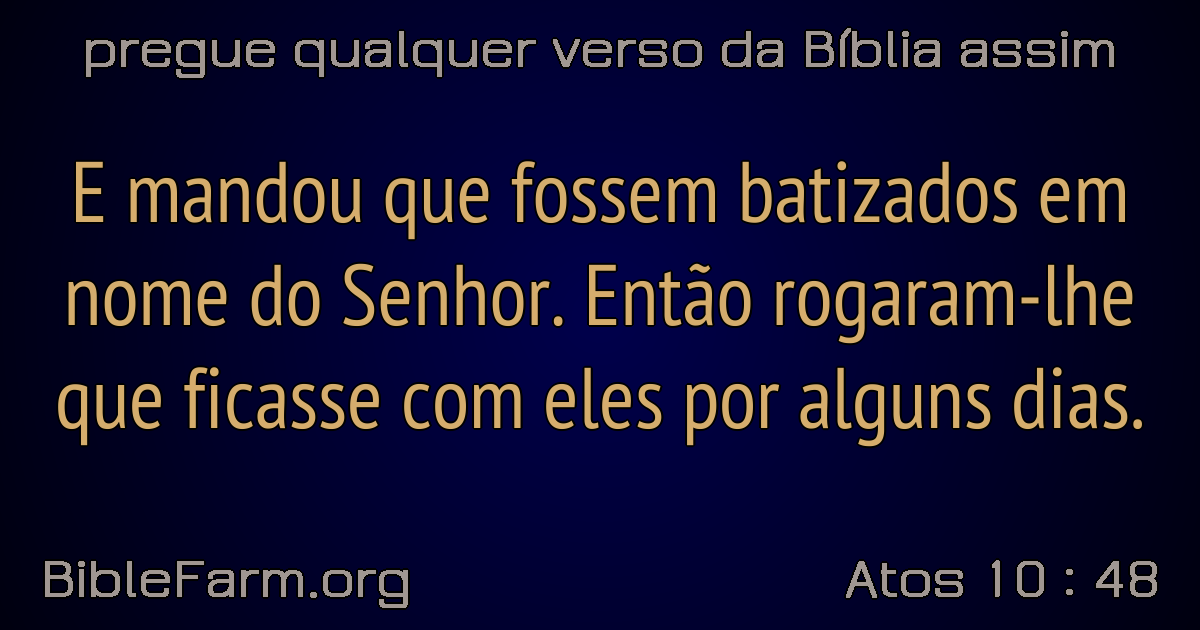 pregue qualquer verso da Bíblia assim
E mandou que fossem batizados em
nome do Senhor. Então rogaram-lhe
que ficasse com eles por alguns dias.
BibleFarm.org
Atos 10 : 48